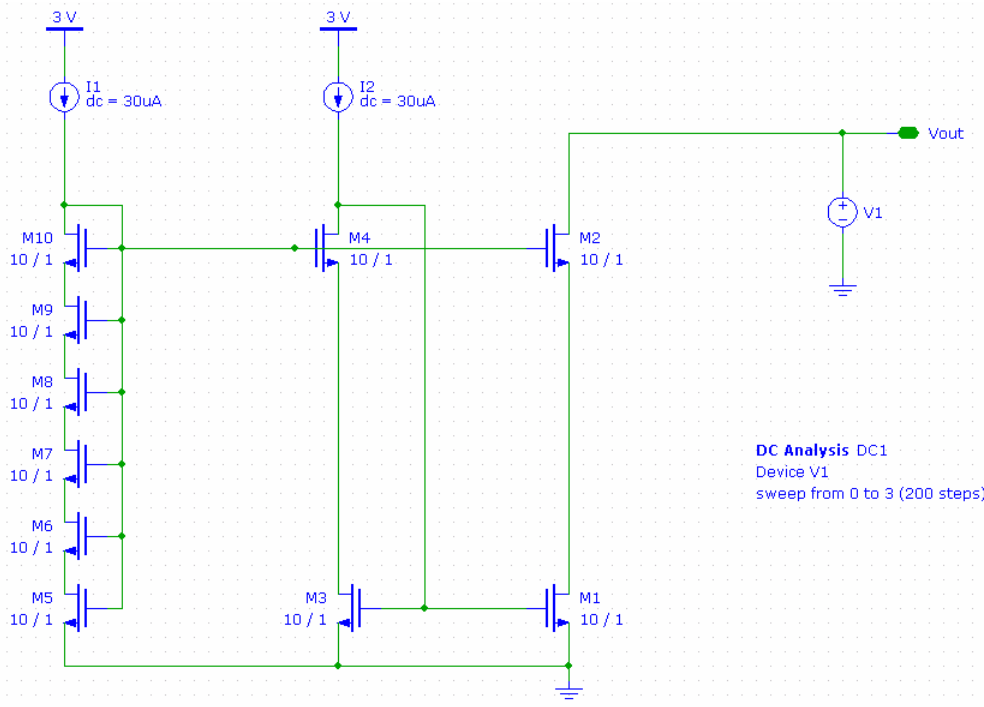 3 V
3 V
I1
dc = 30uA
I2
dc = 30uA
Vout
V1
M10
10 / 1
M4
10 / 1
M2
10 / 1
M9
10 / 1
M8
10 / 1
M7
10 / 1
DC Analysis DC1
Device V1
sweep from 0 to 3 (200 steps)
M6
10 / 1
M5
10 / 1
M3
10 / 1
M1
10 / 1